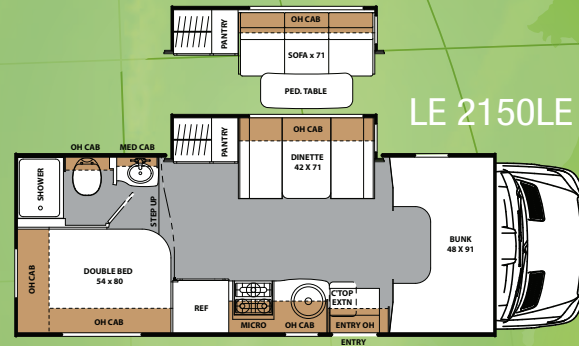 OH CAB
PANTRY
SOFA x 71
PED. TABLE
LE 2150LE
OH CAB
PANTRY
DINETTE
42 X 71
OH CAB
MED CAB
SHOWER
STEP UP
BUNK
48 X 91
OH CAB
DOUBLE BED
54 x 80
OH CAB
REF
MICRO
OH CAB
C'TOP
EXTN
ENTRY OH
ENTRY